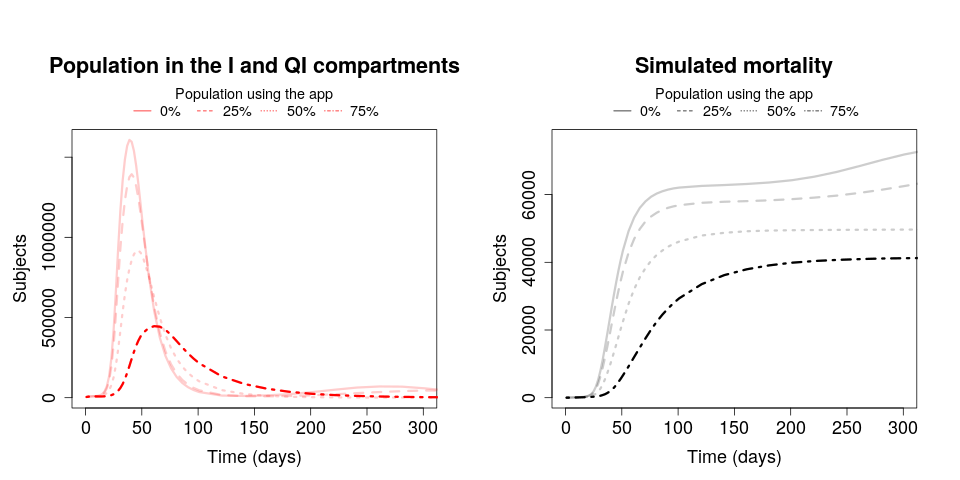 Population in the I and QI compartments
Population using the app
0% 25% 50% 75%
Subjects
0 500000 1000000
0 50 100 150 200 250 300
Time (days)
Simulated mortality
Population using the app
0% 25% 50% 75%
Subjects
0 20000 40000 60000
0 50 100 150 200 250 300
Time (days)